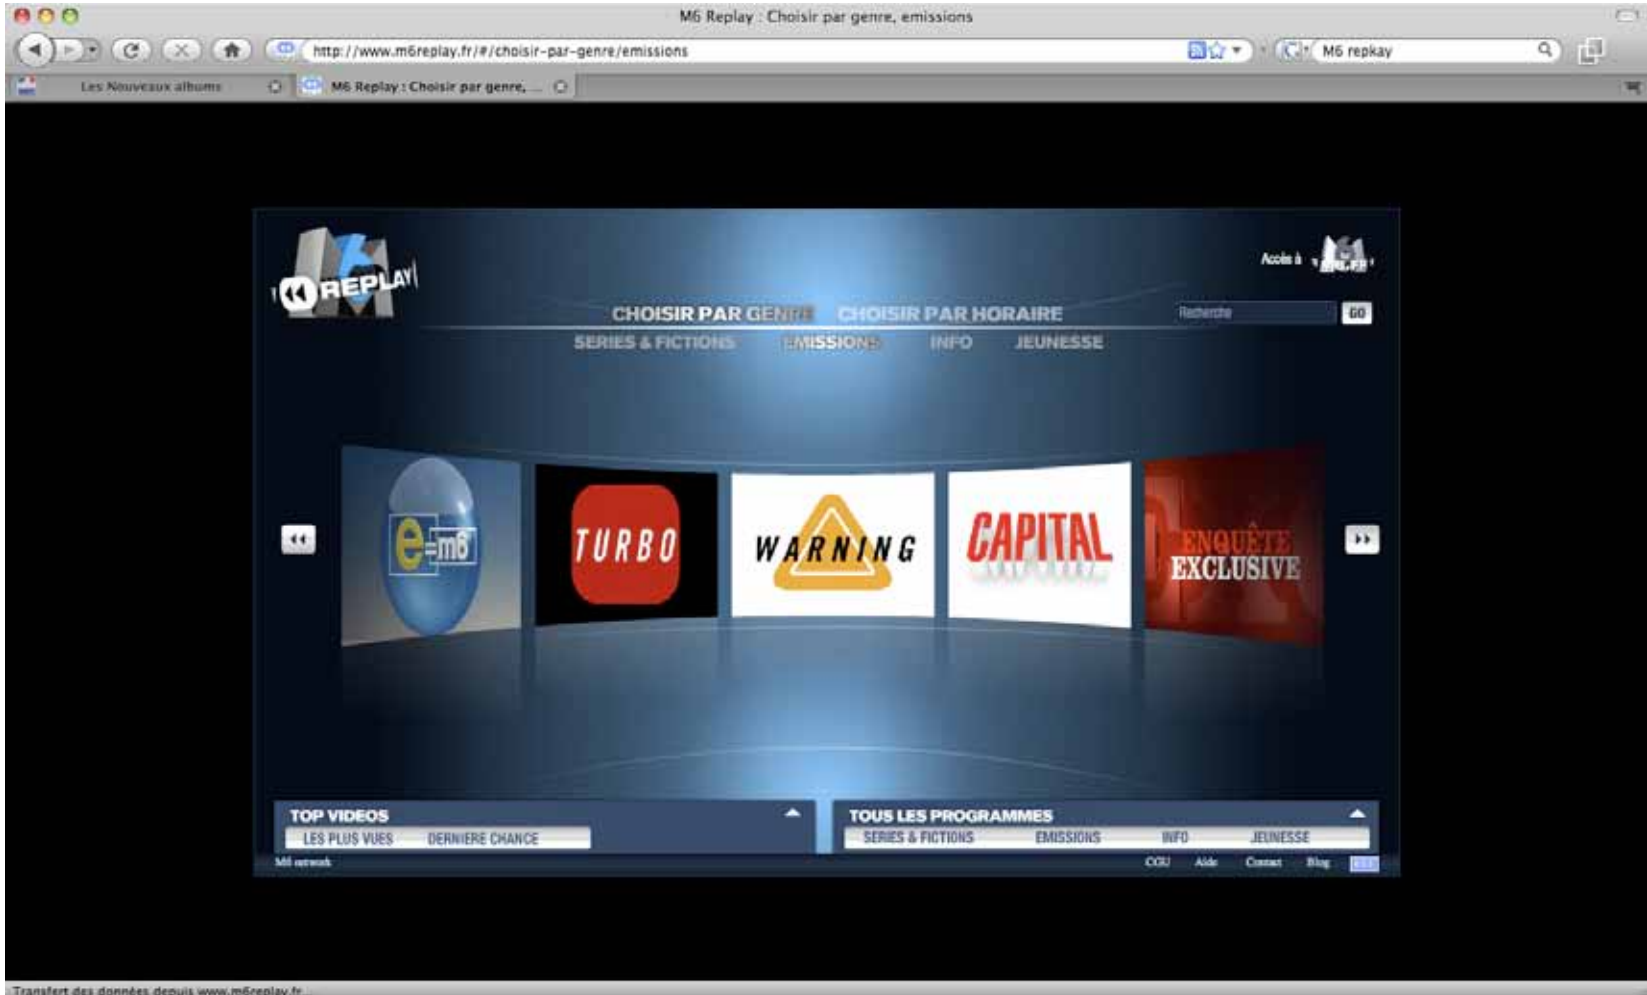 M6 Replay : Choisir par genre, emissions
http://www.m6replay.fr/#/choisir-par-genre/emissions
M6 repkay
Les Nouveaux albums
M6 Replay : Choisir par genre, ...
M6
REPLAY
Accès à
CHOISIR PAR GENRE CHOISIR PAR HORAIRE
Recherche
GO
SERIES & FICTIONS EMISSIONS INFO JEUNESSE
e=m6
TURBO
WARNING
CAPITAL
ENQUÊTE
EXCLUSIVE
TOP VIDEOS
LES PLUS VUES DERNIERE CHANCE
TOUS LES PROGRAMMES
SERIES & FICTIONS EMISSIONS INFO JEUNESSE
M6 network
CGU Aide Contact Blog
Transfert des données depuis www.m6replay.fr